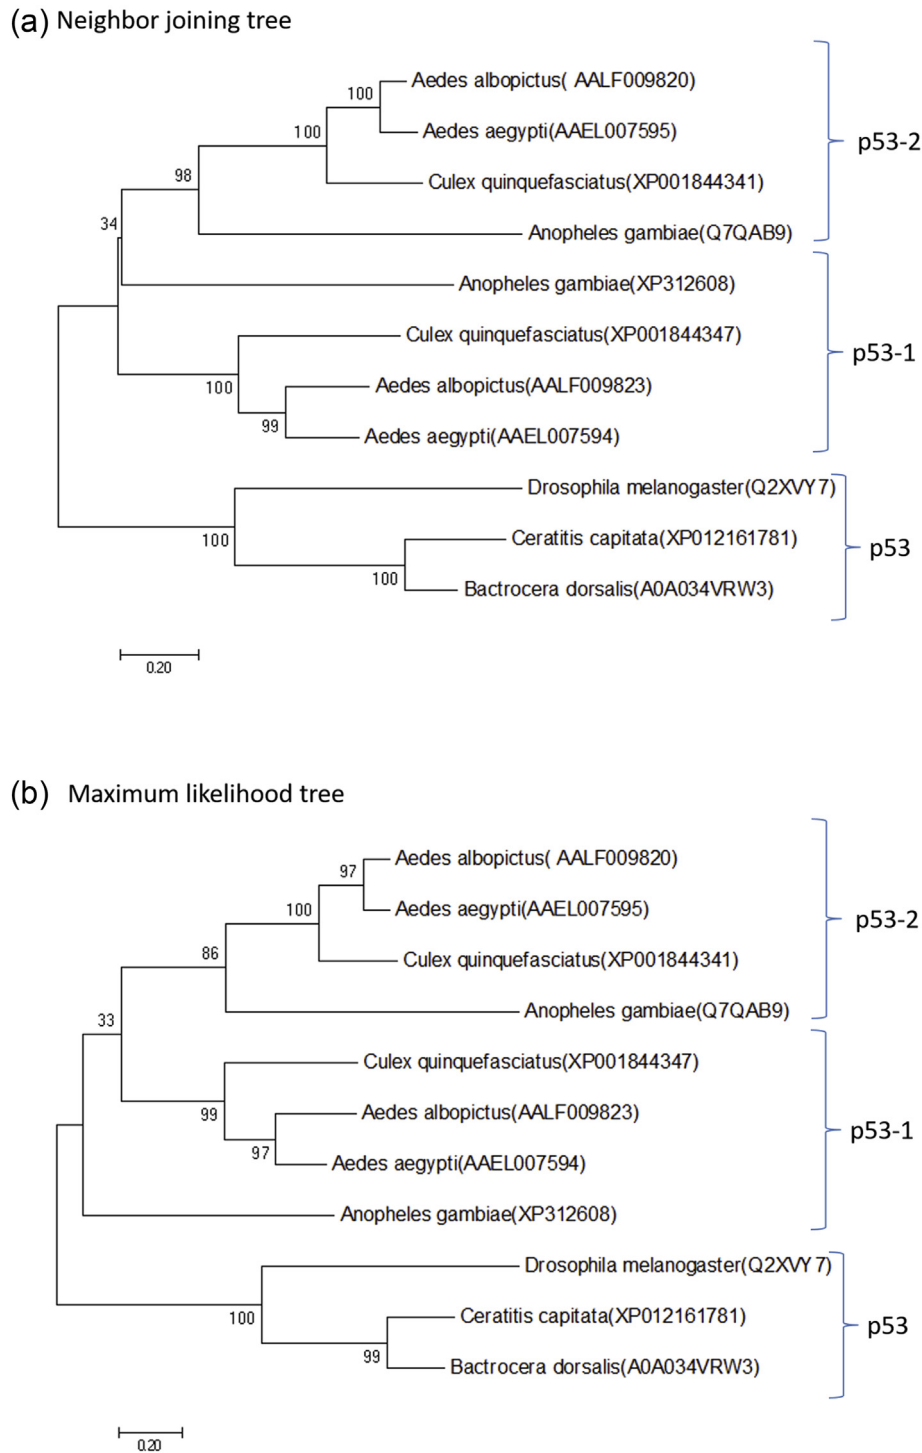 (a) Neighbor joining tree
Aedes albopictus( AALF009820)
100
Aedes aegypti(AAEL007595)
100
p53-2
Culex quinquefasciatus(XP001844341)
98
34
Anopheles gambiae(Q7QAB9)
Anopheles gambiae(XP312608)
Culex quinquefasciatus(XP001844347)
p53-1
100
Aedes albopictus(AALF009823)
99
Aedes aegypti(AAEL007594)
Drosophila melanogaster(Q2XVY7)
100
Ceratitis capitata(XP012161781)
p53
100
Bactrocera dorsalis(A0A034VRW3)
0.20
(b) Maximum likelihood tree
Aedes albopictus( AALF009820)
97
Aedes aegypti(AAEL007595)
100
p53-2
86
Culex quinquefasciatus(XP001844341)
Anopheles gambiae(Q7QAB9)
33
Culex quinquefasciatus(XP001844347)
99
Aedes albopictus(AALF009823)
p53-1
97
Aedes aegypti(AAEL007594)
Anopheles gambiae(XP312608)
Drosophila melanogaster(Q2XVY7)
100
Ceratitis capitata(XP012161781)
p53
99
Bactrocera dorsalis(A0A034VRW3)
0.20